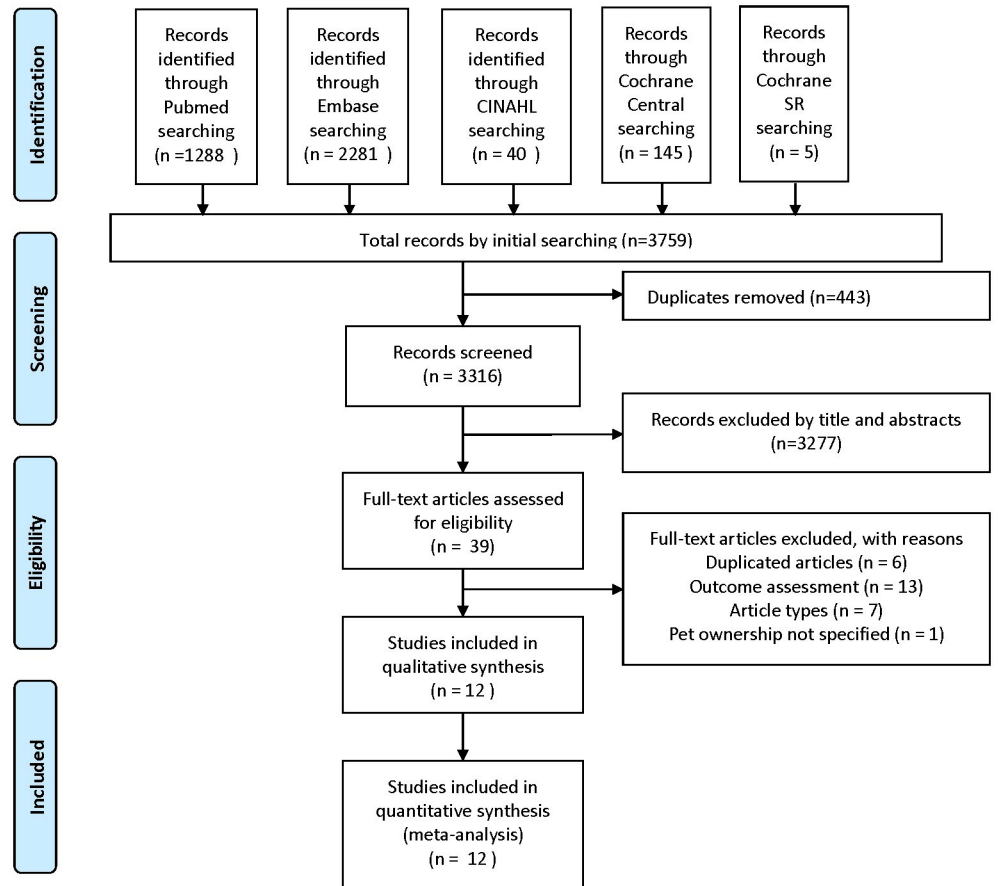 Identification
Records
identified
through
Pubmed
searching
(n =1288  )
Records
identified
through
Embase
searching
(n = 2281  )
Records
identified
through
CINAHL
searching
(n = 40  )
Records
through
Cochrane
Central
searching
(n = 145 )
Records
through
Cochrane
SR
searching
(n = 5)
Total records by initial searching (n=3759)
Screening
Duplicates removed (n=443)
Records screened
(n = 3316)
Records excluded by title and abstracts
(n=3277)
Eligibility
Full-text articles assessed
for eligibility
(n =  39)
Full-text articles excluded, with reasons
Duplicated articles (n = 6)
Outcome assessment (n = 13)
Article types (n = 7)
Pet ownership not specified (n = 1)
Studies included in
qualitative synthesis
(n = 12 )
Included
Studies included in
quantitative synthesis
(meta-analysis)
(n =  12 )